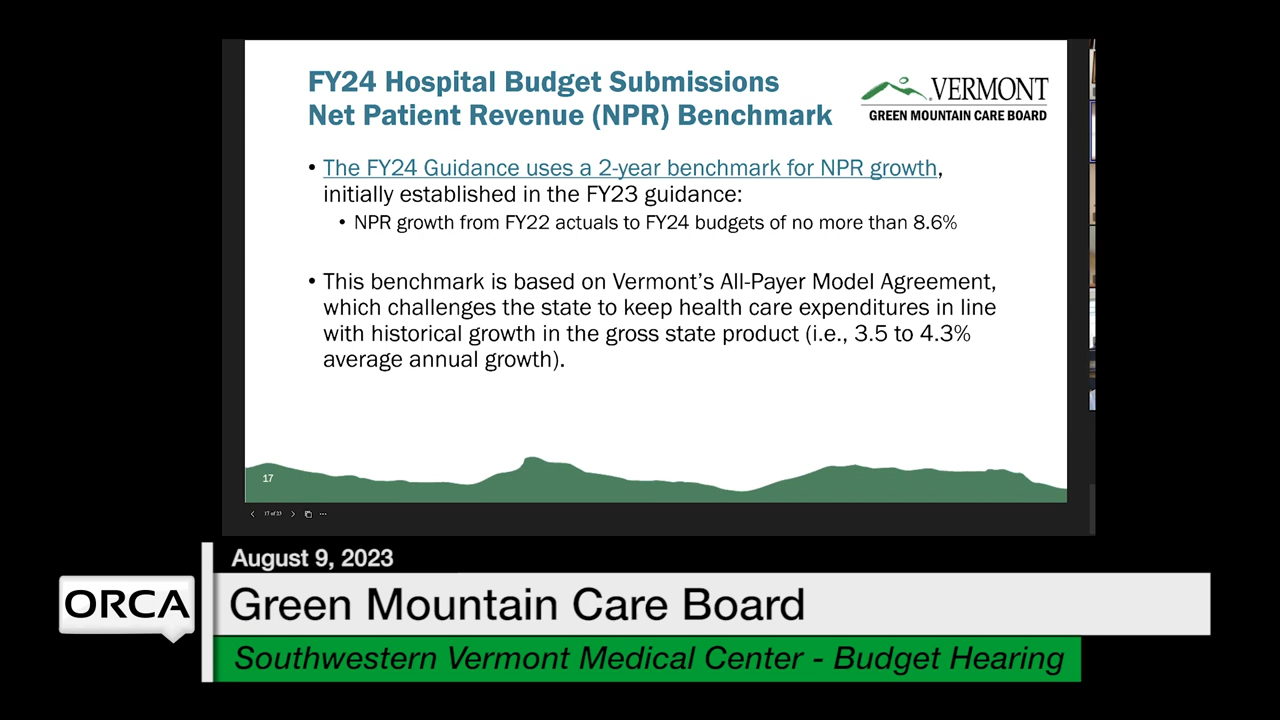 FY24 Hospital Budget Submissions
Net Patient Revenue (NPR) Benchmark
VERMONT
GREEN MOUNTAIN CARE BOARD
• The FY24 Guidance uses a 2-year benchmark for NPR growth,
initially established in the FY23 guidance:
• NPR growth from FY22 actuals to FY24 budgets of no more than 8.6%
• This benchmark is based on Vermont's All-Payer Model Agreement,
which challenges the state to keep health care expenditures in line
with historical growth in the gross state product (i.e., 3.5 to 4.3%
average annual growth).
17
17 of 33
August 9, 2023
ORCA
Green Mountain Care Board
Southwestern Vermont Medical Center - Budget Hearing